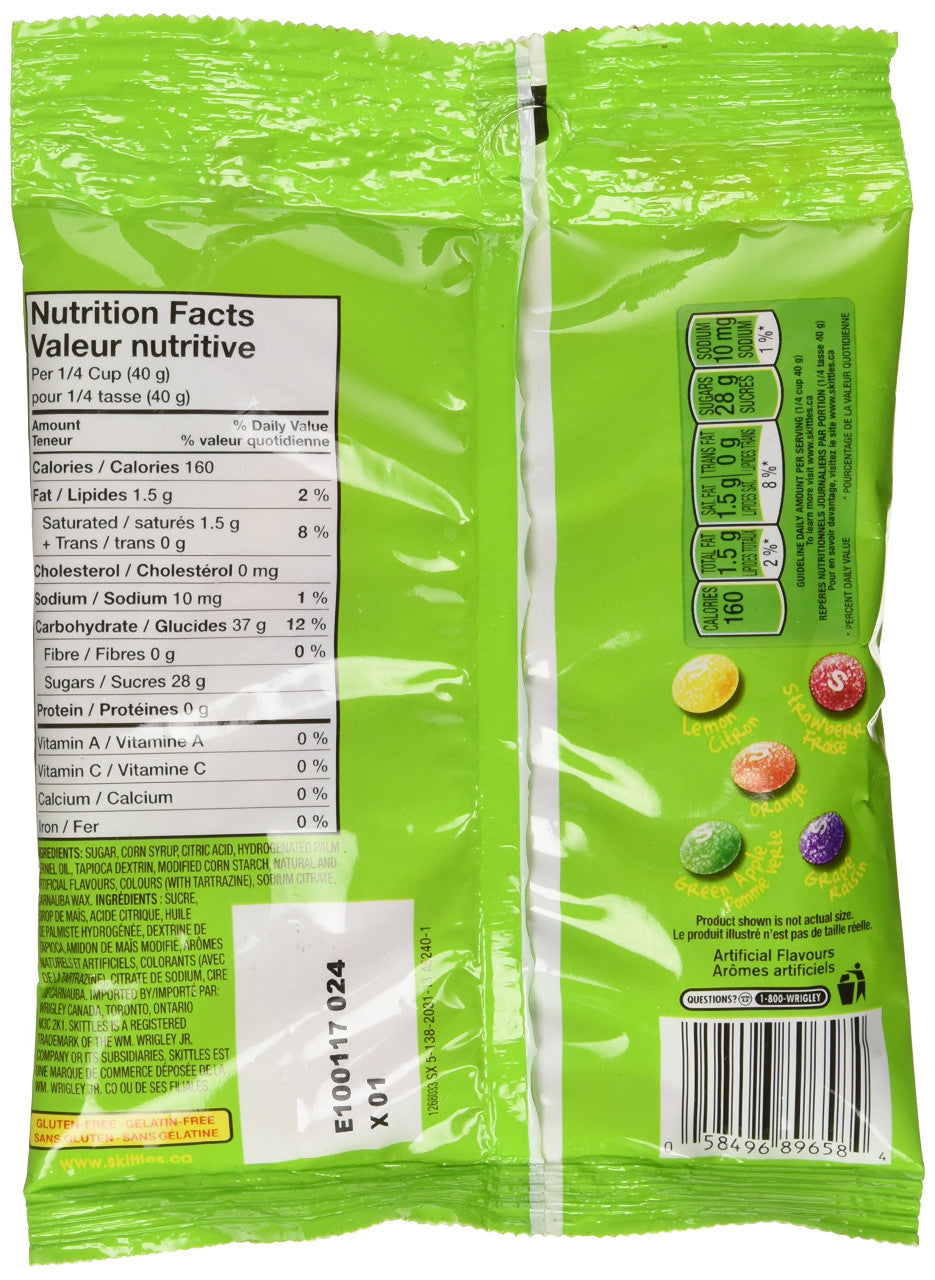 Nutrition Facts
Valeur nutritive
Per 1/4 Cup (40 g)
pour 1/4 tasse (40 g)
Amount % Daily Value
Teneur % valeur quotidienne
Calories / Calories 160
Fat / Lipides 1.5 g 2 %
Saturated / saturés 1.5 g
+ Trans / trans 0 g 8 %
Cholesterol / Cholestérol 0 mg
Sodium / Sodium 10 mg 1 %
Carbohydrate / Glucides 37 g 12 %
Fibre / Fibres 0 g 0 %
Sugars / Sucres 28 g
Protein / Protéines 0 g
Vitamin A / Vitamine A 0 %
Vitamin C / Vitamine C 0 %
Calcium / Calcium 0 %
Iron / Fer 0 %
SUGAR, CORN SYRUP, CITRIC ACID, HYDROGENATED PALM
OIL, TAPIOCA DEXTRIN, MODIFIED CORN STARCH, NATURAL AND
FLAVOURS, COLOURS (WITH TARTRAZINE), SODIUM CITRATE,
WAX. INGRÉDIENTS : SUCRE,
DE MAÏS, ACIDE CITRIQUE, HUILE
DE PALMISTE HYDROGÉNÉE, DEXTRINE DE
TAPIOCA, AMIDON DE MAÏS MODIFIÉ, ARÔMES
NATURELS ET ARTIFICIELS, COLORANTS (AVEC
DE LA TARTRAZINE), CITRATE DE SODIUM, CIRE
CARNAUBA. IMPORTED BY/IMPORTÉ PAR:
WRIGLEY CANADA, TORONTO, ONTARIO
M3C 2K1. SKITTLES IS A REGISTERED
TRADEMARK OF THE WM. WRIGLEY JR.
COMPANY OR ITS SUBSIDIARIES. SKITTLES EST
UNE MARQUE DE COMMERCE DÉPOSÉE DE LA
WM. WRIGLEY JR. CO OU DE SES FILIALES.
GLUTEN-FREE · GELATIN-FREE
SANS GLUTEN · SANS GÉLATINE
www.skittles.ca
E100117 024
X 01
CALORIES
160
TOTAL FAT
1.5 g
LIPIDES TOTAUX
2 %*
SAT. FAT | TRANS FAT
1.5 g | 0 g
LIPIDES SAT. | LIPIDES TRANS
8 %*
SUGARS
28 g
SUCRES
SODIUM
10 mg
SODIUM
1 %*
GUIDELINE DAILY AMOUNT PER SERVING (1/4 cup 40 g)
To learn more visit www.skittles.ca
REPÈRES NUTRITIONNELS JOURNALIERS PAR PORTION (1/4 tasse 40 g)
Pour en savoir davantage, visitez le site www.skittles.ca
* PERCENT DAILY VALUE * POURCENTAGE DE LA VALEUR QUOTIDIENNE
Lemon
Citron
S
Strawberr
Fraise
Orange
Green Apple
Pomme Verte
Grape
Raisin
Product shown is not actual size.
Le produit illustré n'est pas de taille réelle.
Artificial Flavours
Arômes artificiels
QUESTIONS? 1-800-WRIGLEY
0 58496 89658 4